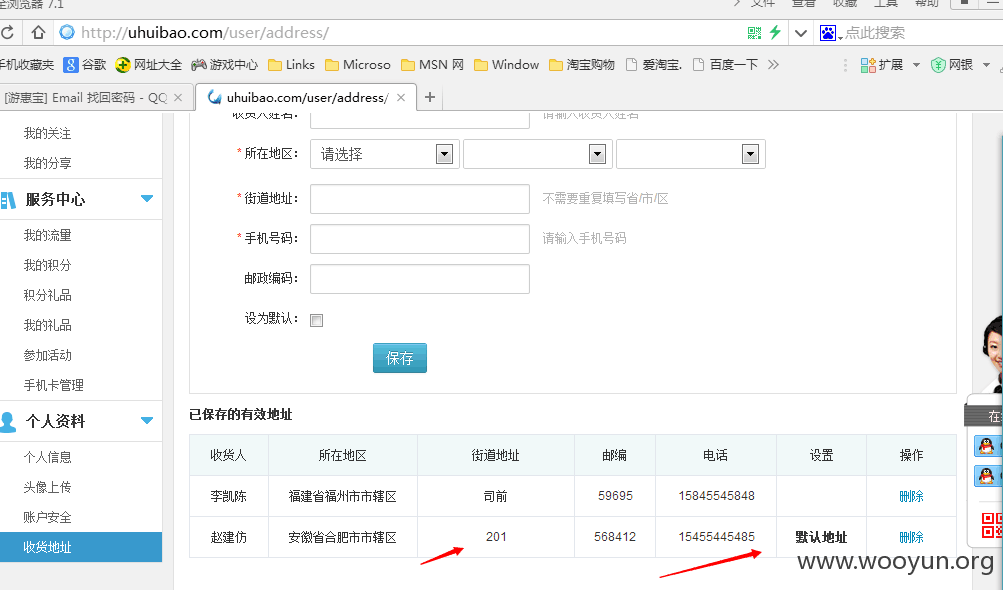 全浏览器 7.1
文件 查看 收藏 工具 帮助
http://uhuibao.com/user/address/
点此搜索
手机收藏夹 谷歌 网址大全 游戏中心 Links Microso MSN 网 Window 淘宝购物 爱淘宝. 百度一下 » 扩展 网银
[游惠宝] Email 找回密码 - QQ × uhuibao.com/user/address/ × +
我的关注
我的分享
服务中心
我的流量
我的积分
积分礼品
我的礼品
参加活动
手机卡管理
个人资料
个人信息
头像上传
账户安全
收货地址
收货人姓名: 请输入收货人姓名
*所在地区: 请选择
*街道地址: 不需要重复填写省/市/区
*手机号码: 请输入手机号码
邮政编码:
设为默认:
保存
已保存的有效地址
收货人 所在地区 街道地址 邮编 电话 设置 操作
李凯陈 福建省福州市市辖区 司前 59695 15845545848 删除
赵建仿 安徽省合肥市市辖区 201 568412 15455445485 默认地址 删除
在
www.wooyun.org